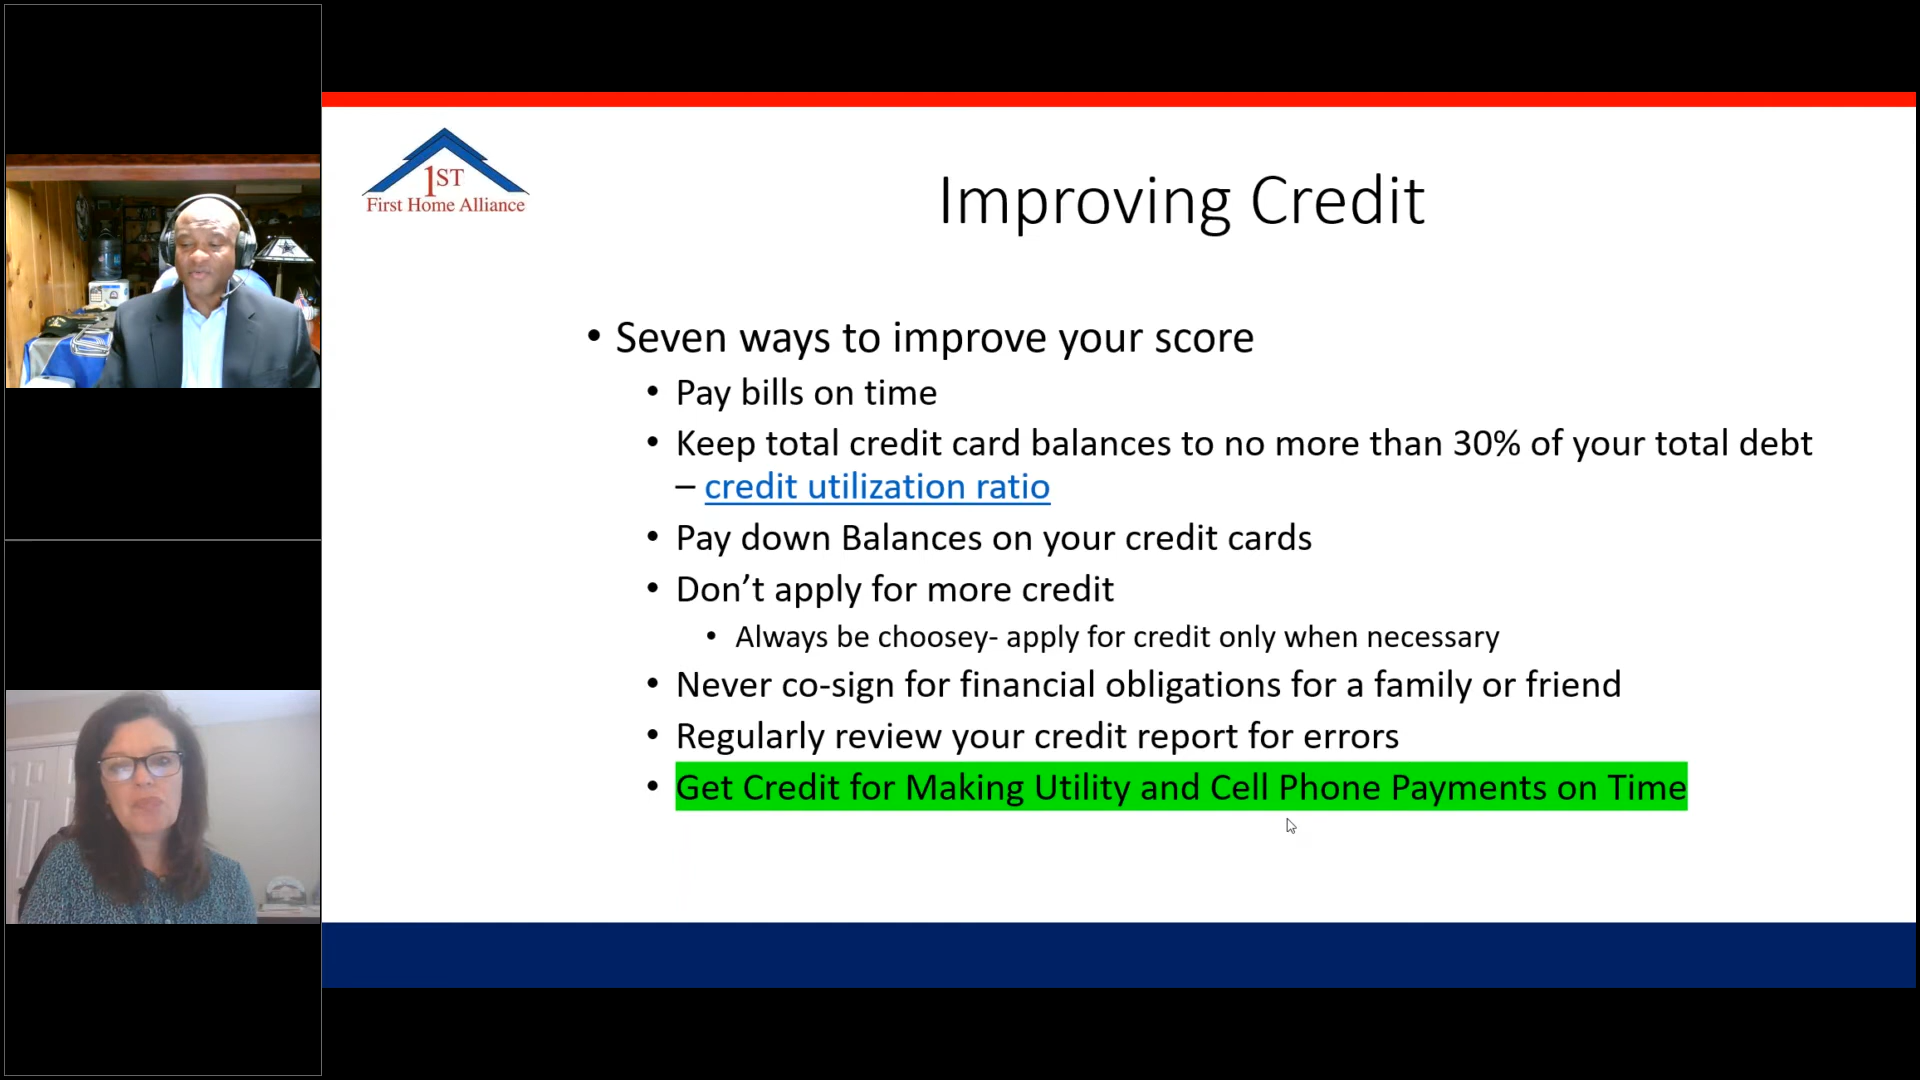 1ST
First Home Alliance
Improving Credit
• Seven ways to improve your score
• Pay bills on time
• Keep total credit card balances to no more than 30% of your total debt
– credit utilization ratio
• Pay down Balances on your credit cards
• Don’t apply for more credit
• Always be choosey- apply for credit only when necessary
• Never co-sign for financial obligations for a family or friend
• Regularly review your credit report for errors
• Get Credit for Making Utility and Cell Phone Payments on Time